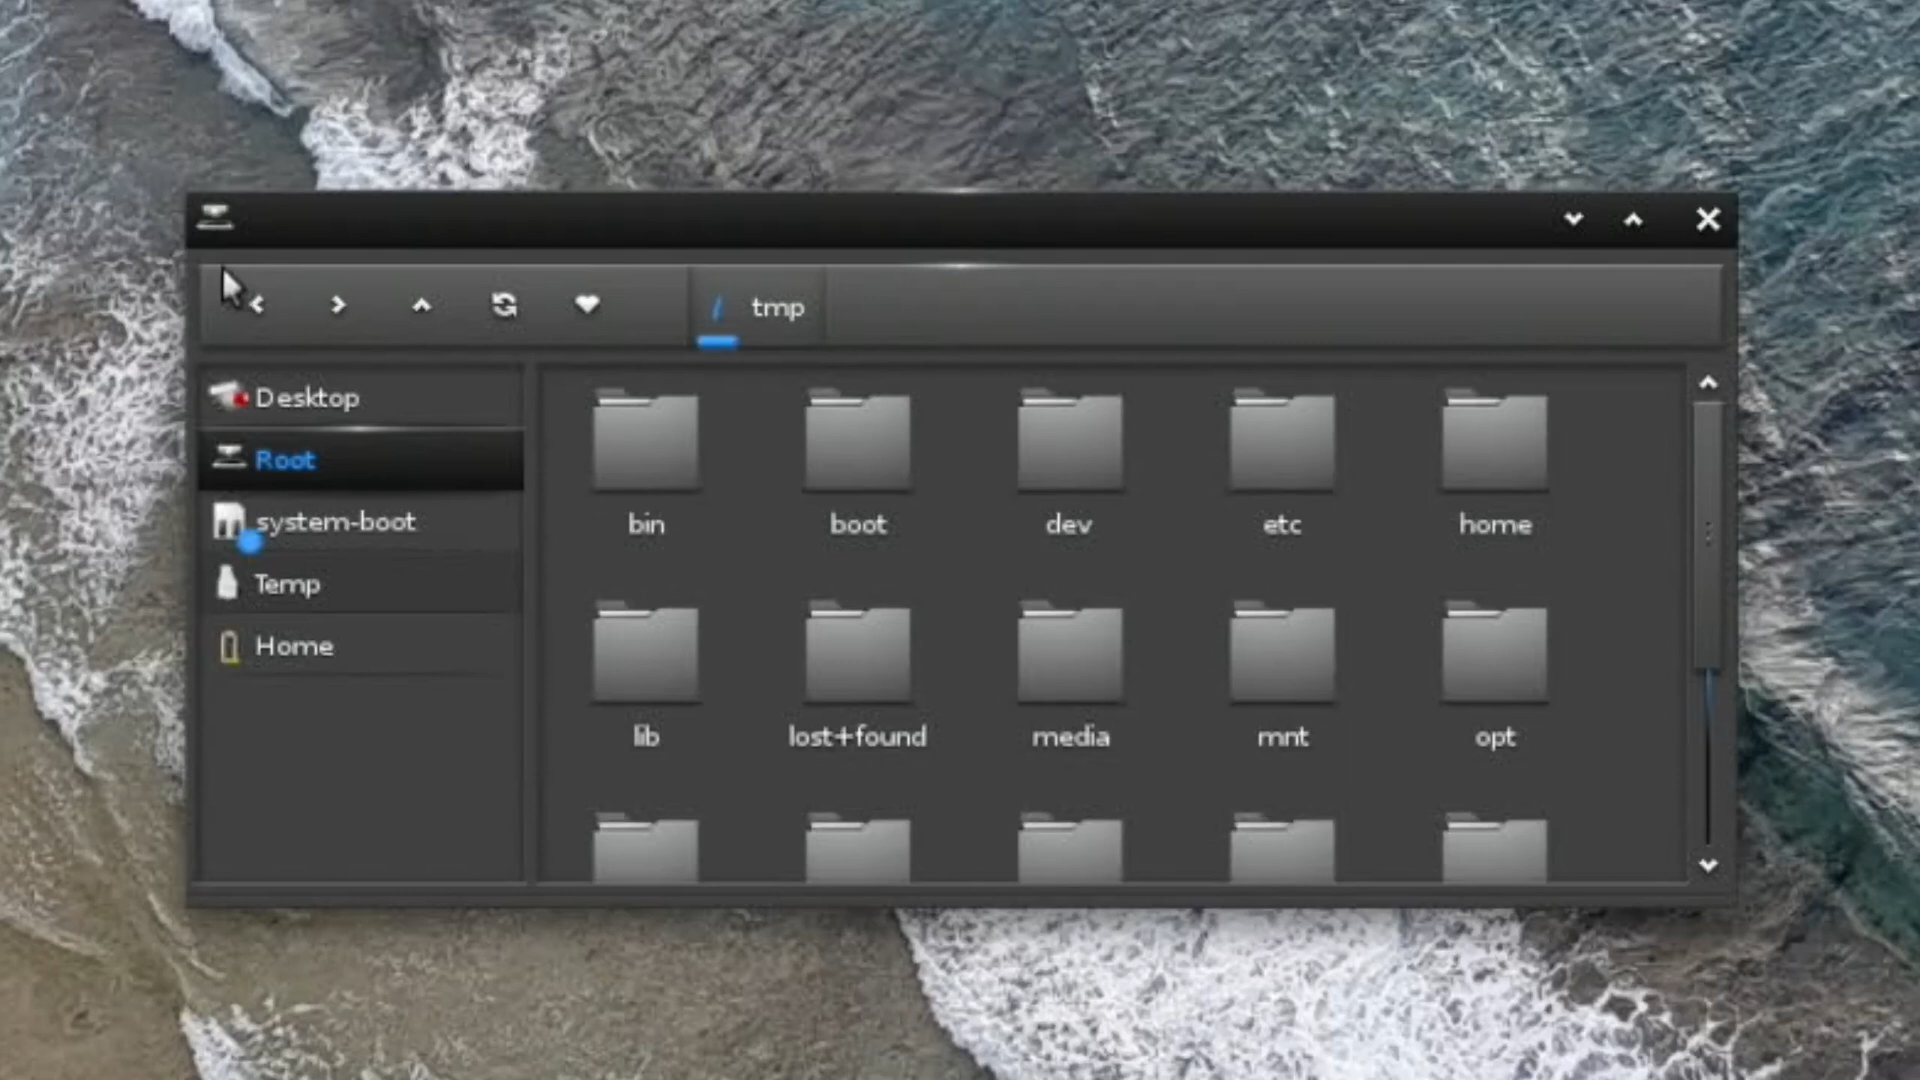 / tmp
Desktop
Root
system-boot
Temp
Home
bin boot dev etc home
lib lost+found media mnt opt